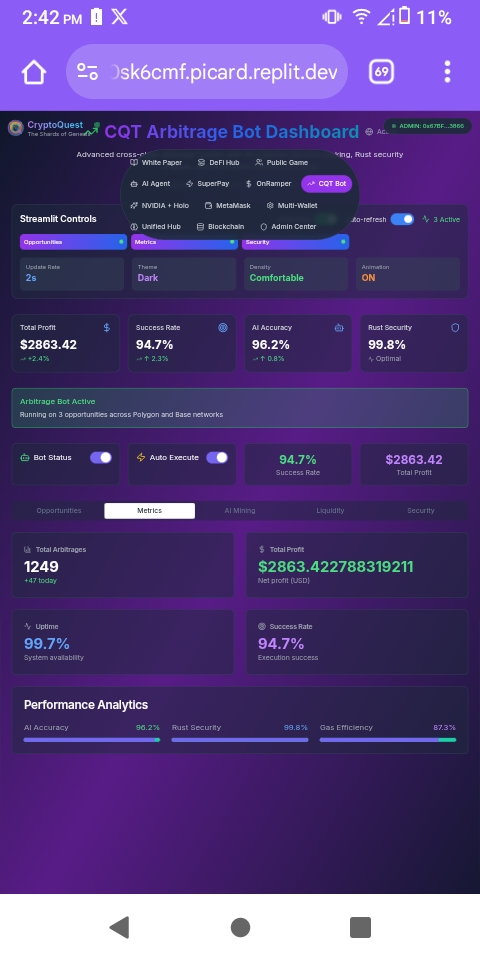 2:42 PM 11%
0sk6cmf.picard.replit.dev 69
CryptoQuest
The Shards of Gene
CQT Arbitrage Bot Dashboard
ADMIN: 0x67BF...3866
Advanced king, Rust security
White Paper DeFi Hub Public Game
AI Agent SuperPay OnRamper CQT Bot
NVIDIA + Holo MetaMask Multi-Wallet
Unified Hub Blockchain Admin Center
Streamlit Controls to-refresh 3 Active
Opportunities Metrics Security
Update Rate Theme Density Animation
2s Dark Comfortable ON
Total Profit Success Rate AI Accuracy Rust Security
$2863.42 94.7% 96.2% 99.8%
+2.4% ↑ 2.3% ↑ 0.8% Optimal
Arbitrage Bot Active
Running on 3 opportunities across Polygon and Base networks
Bot Status Auto Execute 94.7% $2863.42
Success Rate Total Profit
Opportunities Metrics AI Mining Liquidity Security
Total Arbitrages
1249
+47 today
Total Profit
$2863.422788319211
Net profit (USD)
Uptime
99.7%
System availability
Success Rate
94.7%
Execution success
Performance Analytics
AI Accuracy 96.2% Rust Security 99.8% Gas Efficiency 87.3%